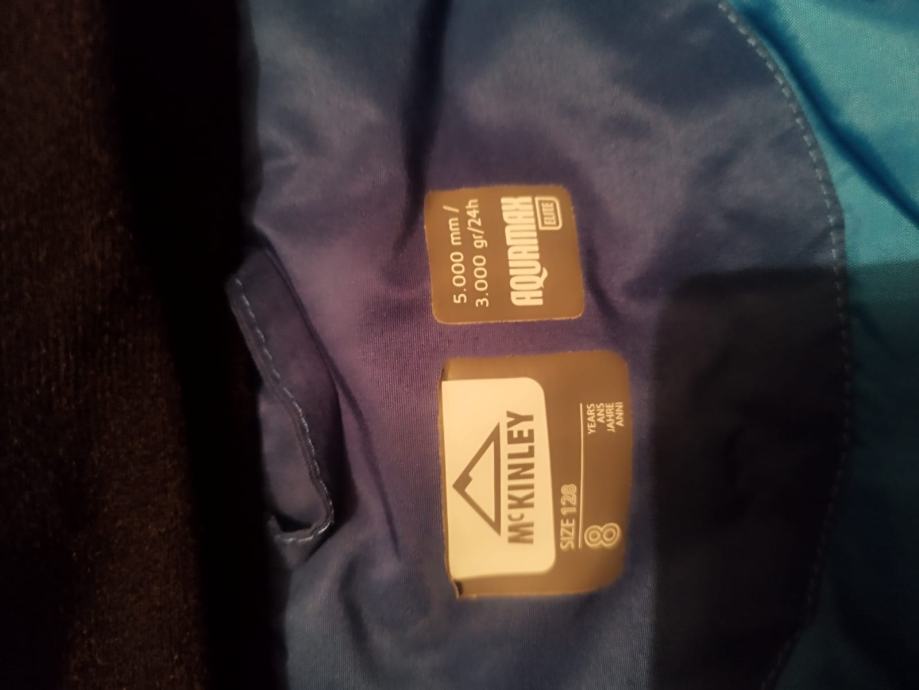 McKINLEY
SIZE 128
8
YEARS
ANS
JAHRE
ANNI
5.000 mm /
3.000 gr/24h
AQUAMAX
ELITE